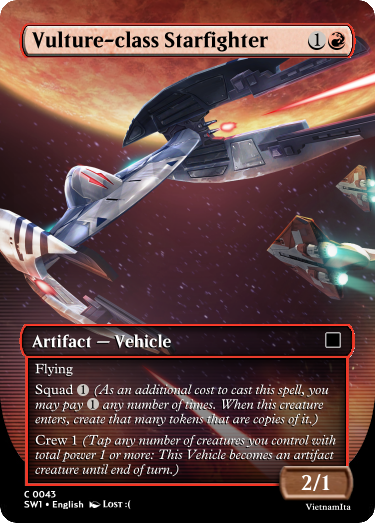 Vulture-class Starfighter 1
Artifact — Vehicle
Flying
Squad 1 (As an additional cost to cast this spell, you
may pay 1 any number of times. When this creature
enters, create that many tokens that are copies of it.)
Crew 1 (Tap any number of creatures you control with
total power 1 or more: This Vehicle becomes an artifact
creature until end of turn.)
2/1
C 0043
SW1 • English Lost :(
VietnamIta